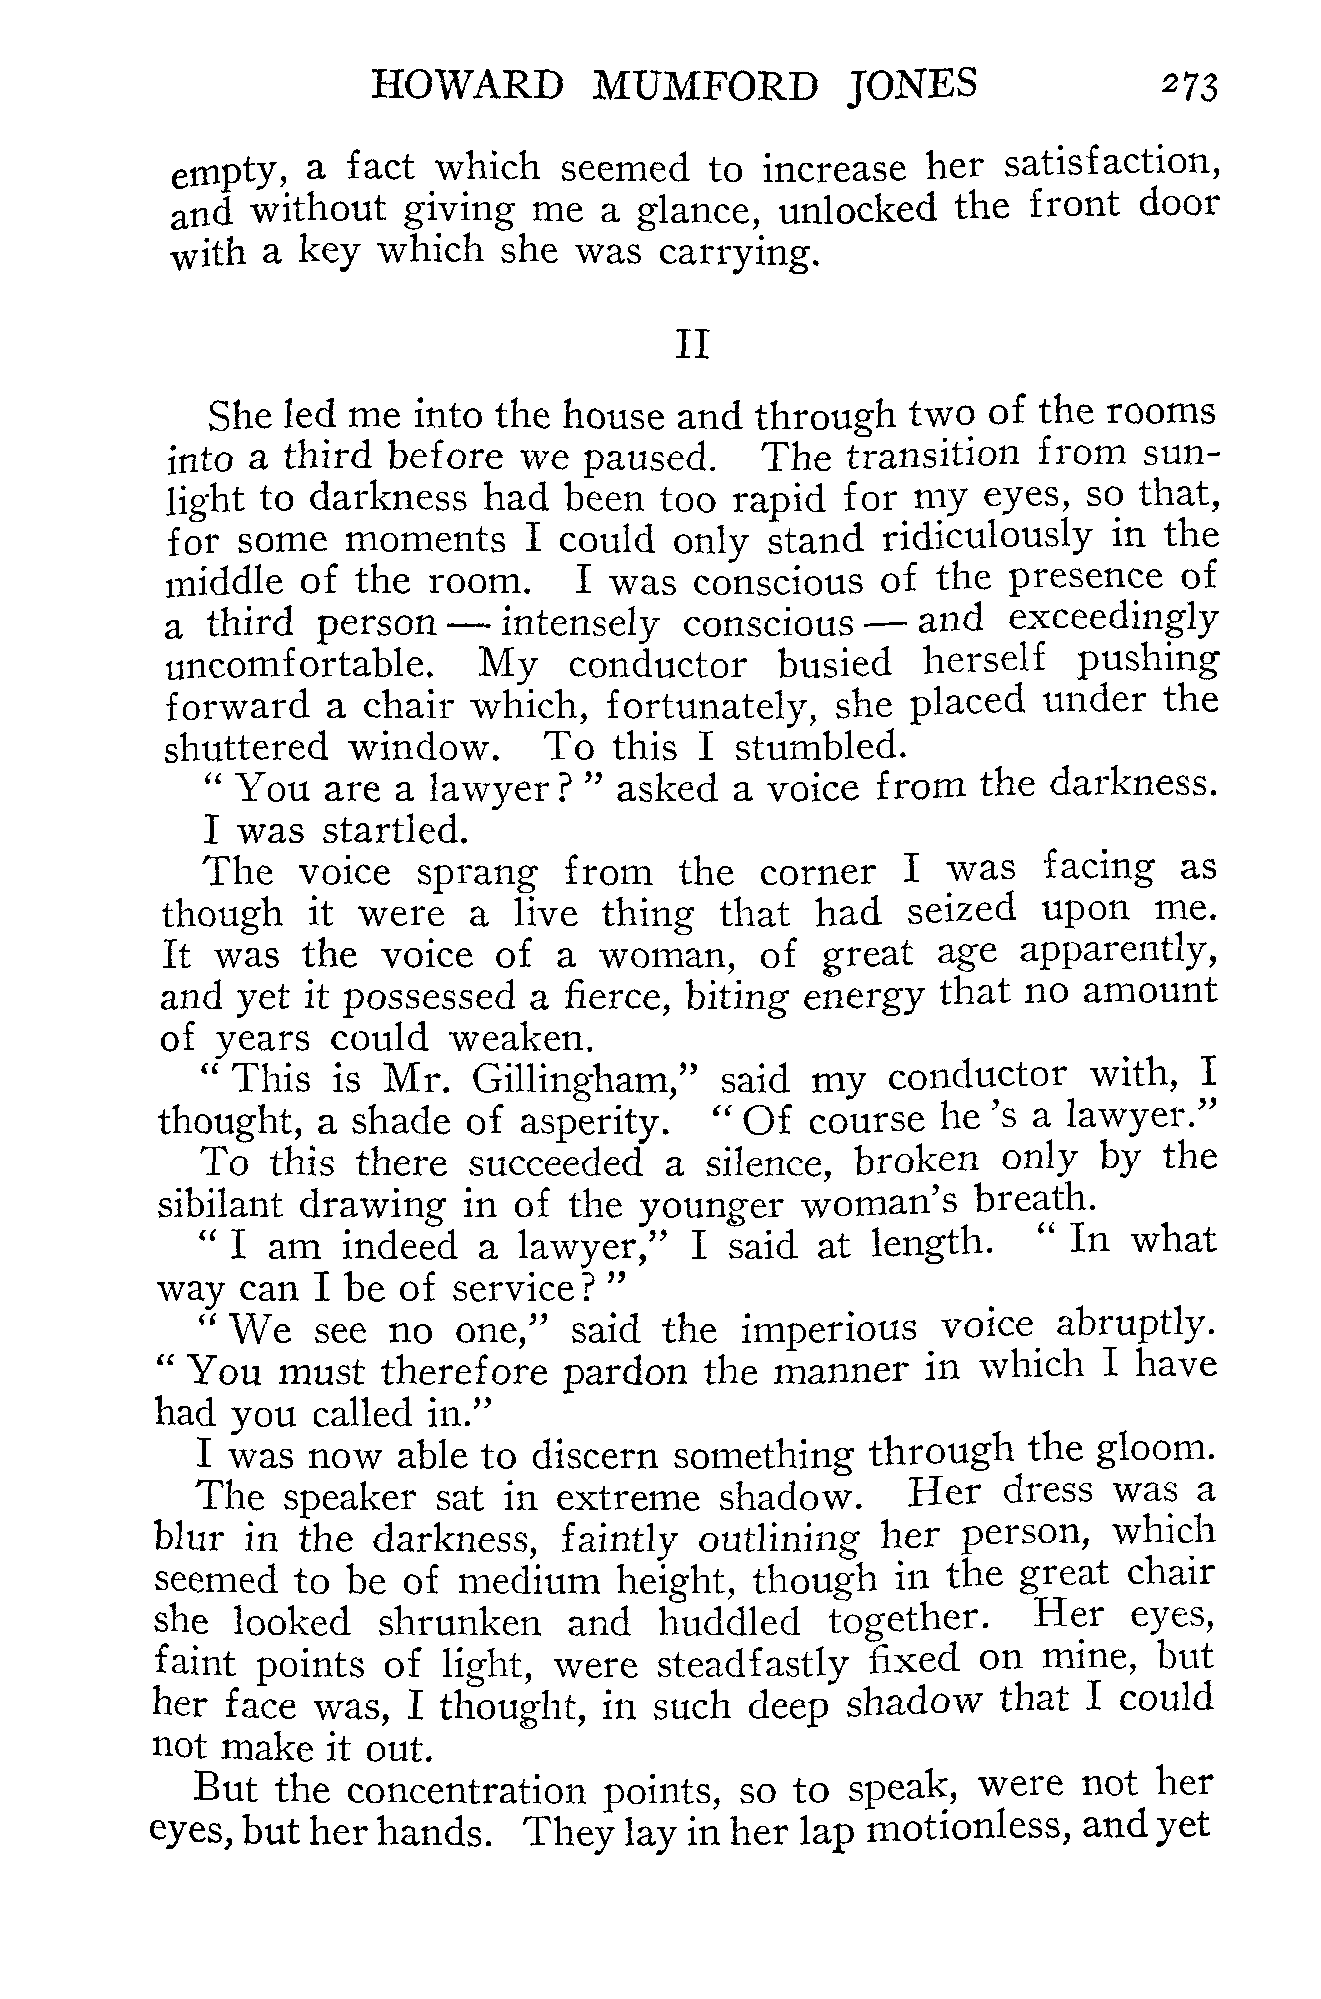 HOWARD MUMFORD JONES 273
empty, a fact which seemed to increase her satisfaction,
and without giving me a glance, unlocked the front door
with a key which she was carrying.
II
She led me into the house and through two of the rooms
into a third before we paused. The transition from sun-
light to darkness had been too rapid for my eyes, so that,
for some moments I could only stand ridiculously in the
middle of the room. I was conscious of the presence of
a third person — intensely conscious — and exceedingly
uncomfortable. My conductor busied herself pushing
forward a chair which, fortunately, she placed under the
shuttered window. To this I stumbled.
“ You are a lawyer? ” asked a voice from the darkness.
I was startled.
The voice sprang from the corner I was facing as
though it were a live thing that had seized upon me.
It was the voice of a woman, of great age apparently,
and yet it possessed a fierce, biting energy that no amount
of years could weaken.
“ This is Mr. Gillingham,” said my conductor with, I
thought, a shade of asperity. “ Of course he ’s a lawyer.”
To this there succeeded a silence, broken only by the
sibilant drawing in of the younger woman’s breath.
“ I am indeed a lawyer,” I said at length. “ In what
way can I be of service? ”
“ We see no one,” said the imperious voice abruptly.
“ You must therefore pardon the manner in which I have
had you called in.”
I was now able to discern something through the gloom.
The speaker sat in extreme shadow. Her dress was a
blur in the darkness, faintly outlining her person, which
seemed to be of medium height, though in the great chair
she looked shrunken and huddled together. Her eyes,
faint points of light, were steadfastly fixed on mine, but
her face was, I thought, in such deep shadow that I could
not make it out.
But the concentration points, so to speak, were not her
eyes, but her hands. They lay in her lap motionless, and yet